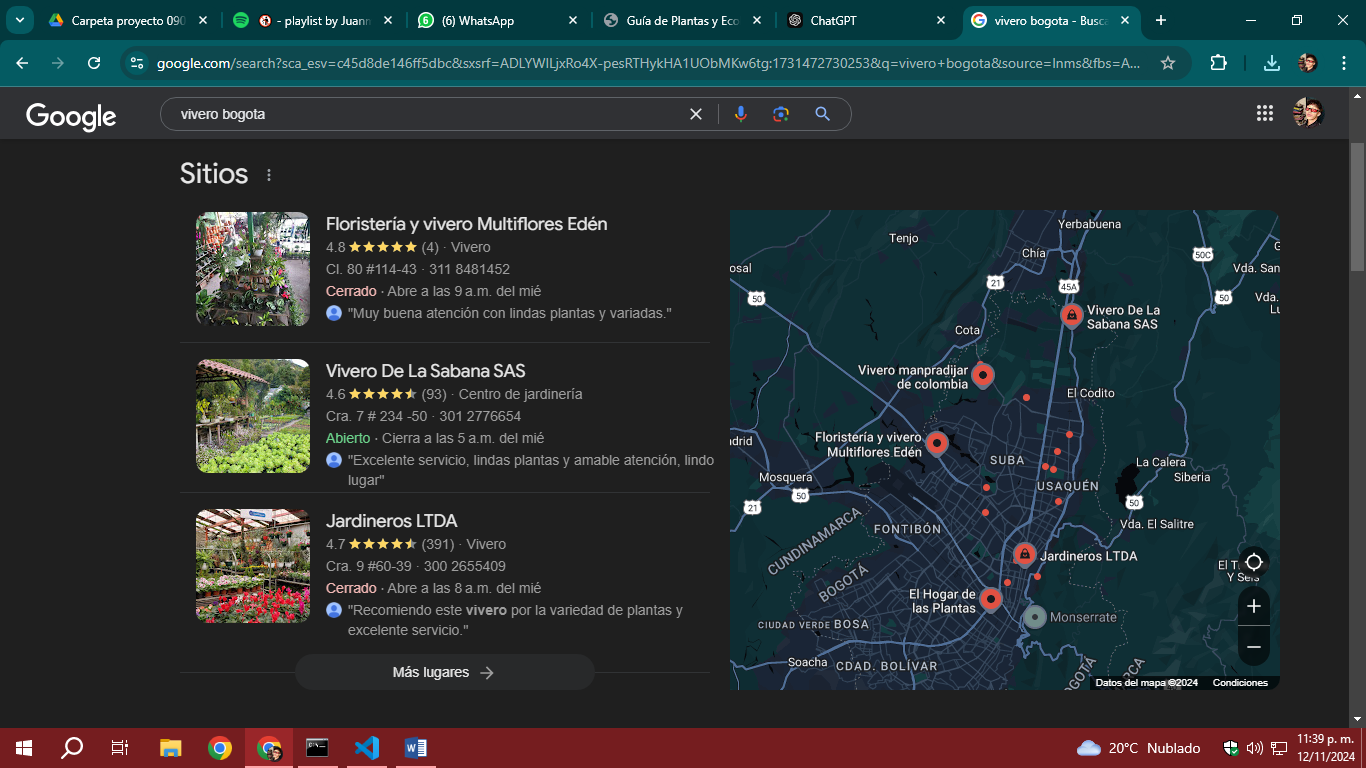 Carpeta proyecto 090
- playlist by Juann
(6) WhatsApp
Guía de Plantas y Eco
ChatGPT
vivero bogota - Busca
google.com/search?sca_esv=c45d8de146ff5dbc&sxsrf=ADLYWILjxRo4X-pesRTHykHA1UObMKw6tg:1731472730253&q=vivero+bogota&source=lnms&fbs=A...
Google
vivero bogota
Sitios
Floristería y vivero Multiflores Edén
4.8 (4) · Vivero
Cl. 80 #114-43 · 311 8481452
Cerrado · Abre a las 9 a.m. del mié
"Muy buena atención con lindas plantas y variadas."
Vivero De La Sabana SAS
4.6 (93) · Centro de jardinería
Cra. 7 # 234 -50 · 301 2776654
Abierto · Cierra a las 5 a.m. del mié
"Excelente servicio, lindas plantas y amable atención, lindo
lugar"
Jardineros LTDA
4.7 (391) · Vivero
Cra. 9 #60-39 · 300 2655409
Cerrado · Abre a las 8 a.m. del mié
"Recomiendo este vivero por la variedad de plantas y
excelente servicio."
Más lugares
Yerbabuena
Tenjo
Chía
50C
osal
Vda. San
21
45A
50
50
Vda.
Lu
Vivero De La
Sabana SAS
Cota
Vivero manpradijar
de colombia
El Codito
Floristería y vivero
Multiflores Edén
adrid
SUBA
La Calera
Siberia
Mosquera
USAQUÉN
50
50
21
Vda. El Salitre
FONTIBÓN
CUNDINAMARCA
BOGOTÁ
Jardineros LTDA
El T
Y Seis
El Hogar de
las Plantas
Monserrate
CIUDAD VERDE
BOSA
Soacha
CDAD. BOLÍVAR
BOGOTÁ
ARCA
Datos del mapa ©2024
Condiciones
20°C Nublado
11:39 p. m.
12/11/2024